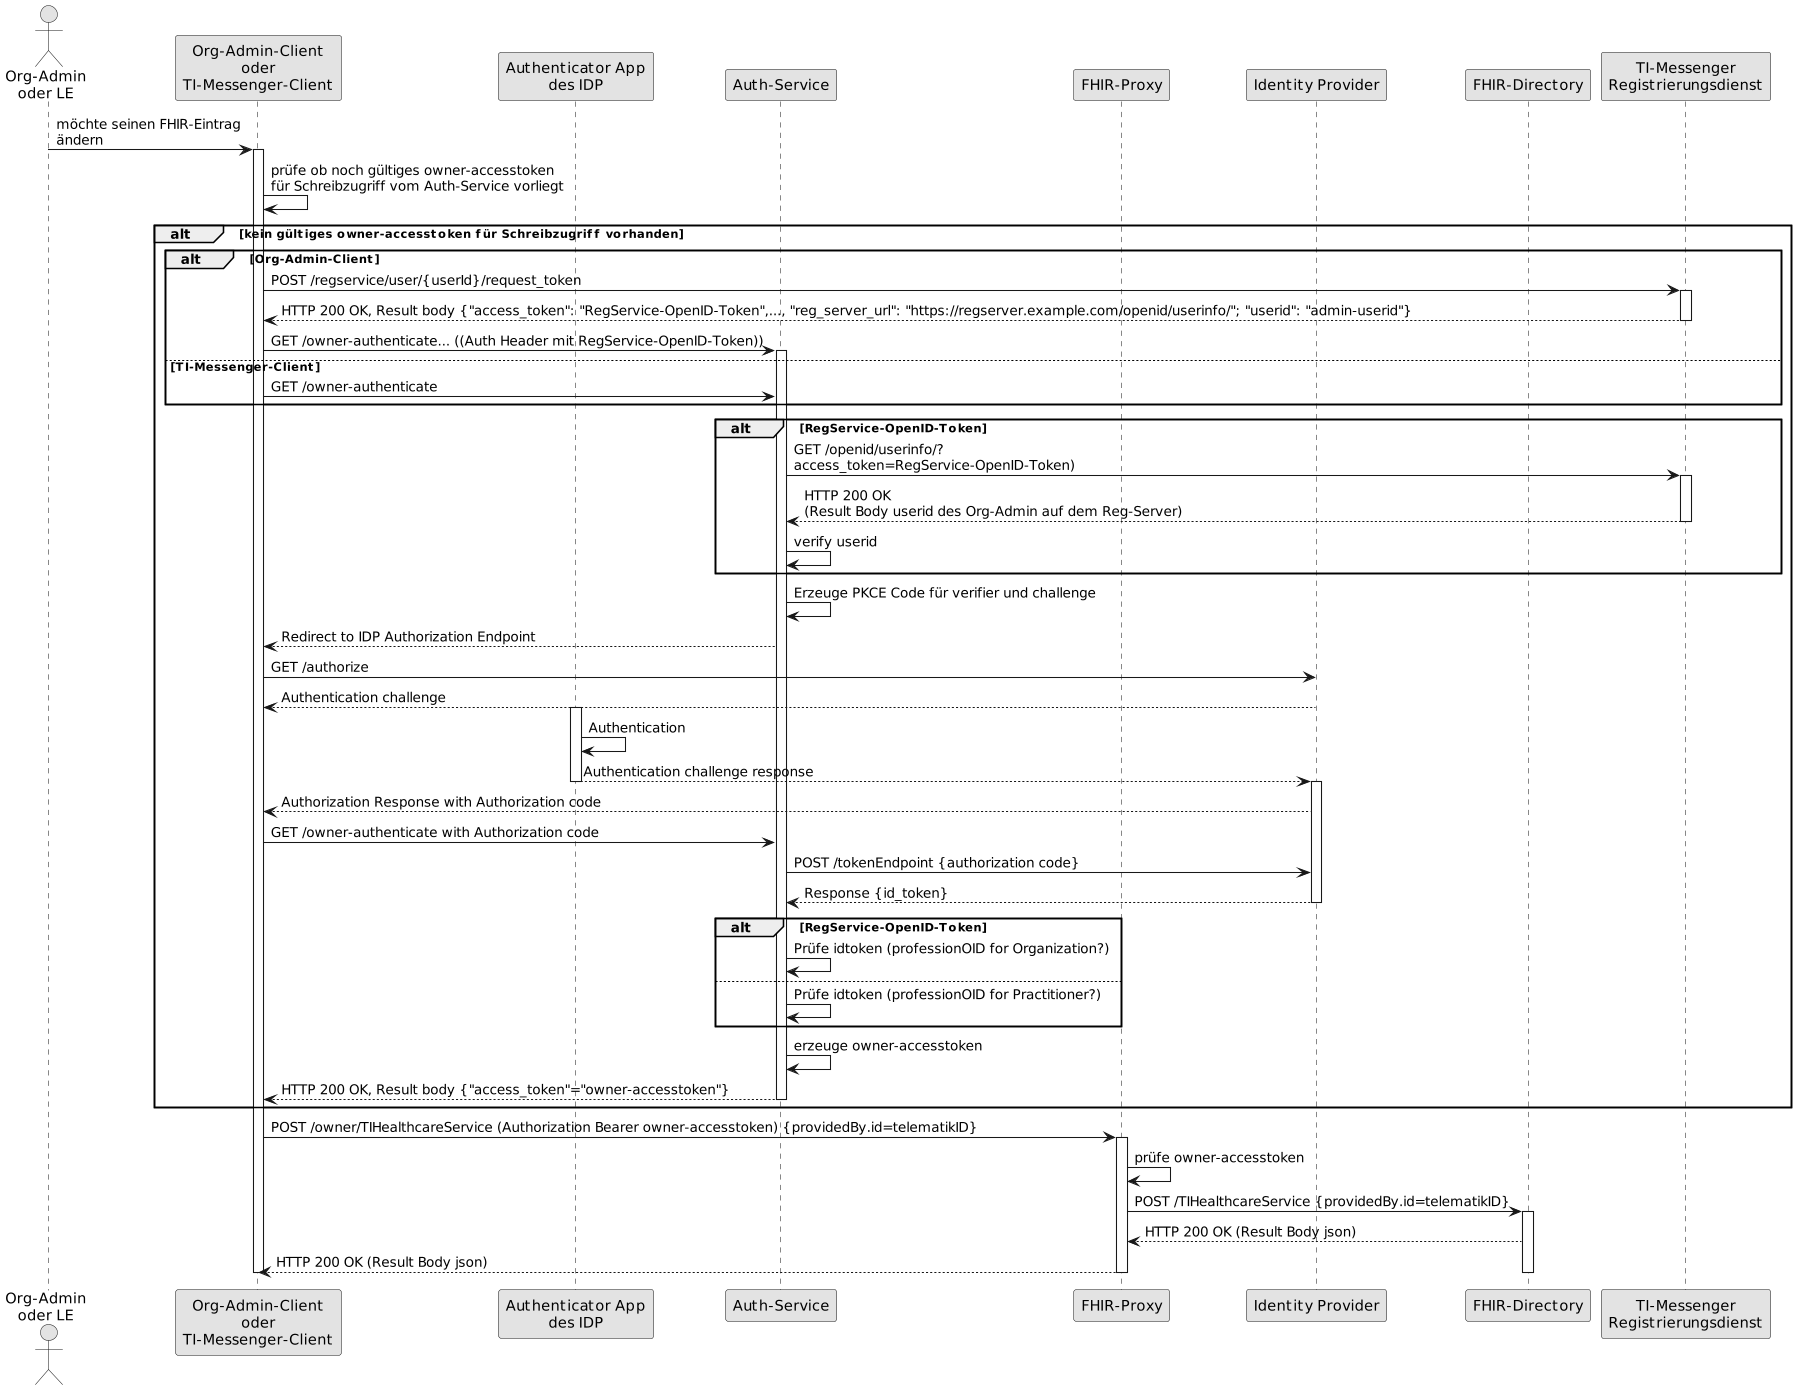 Org-Admin
oder LE
Org-Admin-Client
oder
TI-Messenger-Client
Authenticator App
des IDP
Auth-Service
FHIR-Proxy
Identity Provider
FHIR-Directory
TI-Messenger
Registrierungsdienst
möchte seinen FHIR-Eintrag
ändern
prüfe ob noch gültiges owner-accesstoken
für Schreibzugriff vom Auth-Service vorliegt
alt [kein gültiges owner-accesstoken für Schreibzugriff vorhanden]
alt [Org-Admin-Client]
POST /regservice/user/{userId}/request_token
HTTP 200 OK, Result body {"access_token": "RegService-OpenID-Token",..., "reg_server_url": "https://regserver.example.com/openid/userinfo/"; "userid": "admin-userid"}
GET /owner-authenticate... ((Auth Header mit RegService-OpenID-Token))
[TI-Messenger-Client]
GET /owner-authenticate
alt [RegService-OpenID-Token]
GET /openid/userinfo/?
access_token=RegService-OpenID-Token)
HTTP 200 OK
(Result Body userid des Org-Admin auf dem Reg-Server)
verify userid
Erzeuge PKCE Code für verifier und challenge
Redirect to IDP Authorization Endpoint
GET /authorize
Authentication challenge
Authentication
Authentication challenge response
Authorization Response with Authorization code
GET /owner-authenticate with Authorization code
POST /tokenEndpoint {authorization code}
Response {id_token}
alt [RegService-OpenID-Token]
Prüfe idtoken (professionOID for Organization?)
Prüfe idtoken (professionOID for Practitioner?)
erzeuge owner-accesstoken
HTTP 200 OK, Result body {"access_token"="owner-accesstoken"}
POST /owner/TIHealthcareService (Authorization Bearer owner-accesstoken) {providedBy.id=telematikID}
prüfe owner-accesstoken
POST /TIHealthcareService {providedBy.id=telematikID}
HTTP 200 OK (Result Body json)
HTTP 200 OK (Result Body json)
Org-Admin
oder LE
Org-Admin-Client
oder
TI-Messenger-Client
Authenticator App
des IDP
Auth-Service
FHIR-Proxy
Identity Provider
FHIR-Directory
TI-Messenger
Registrierungsdienst